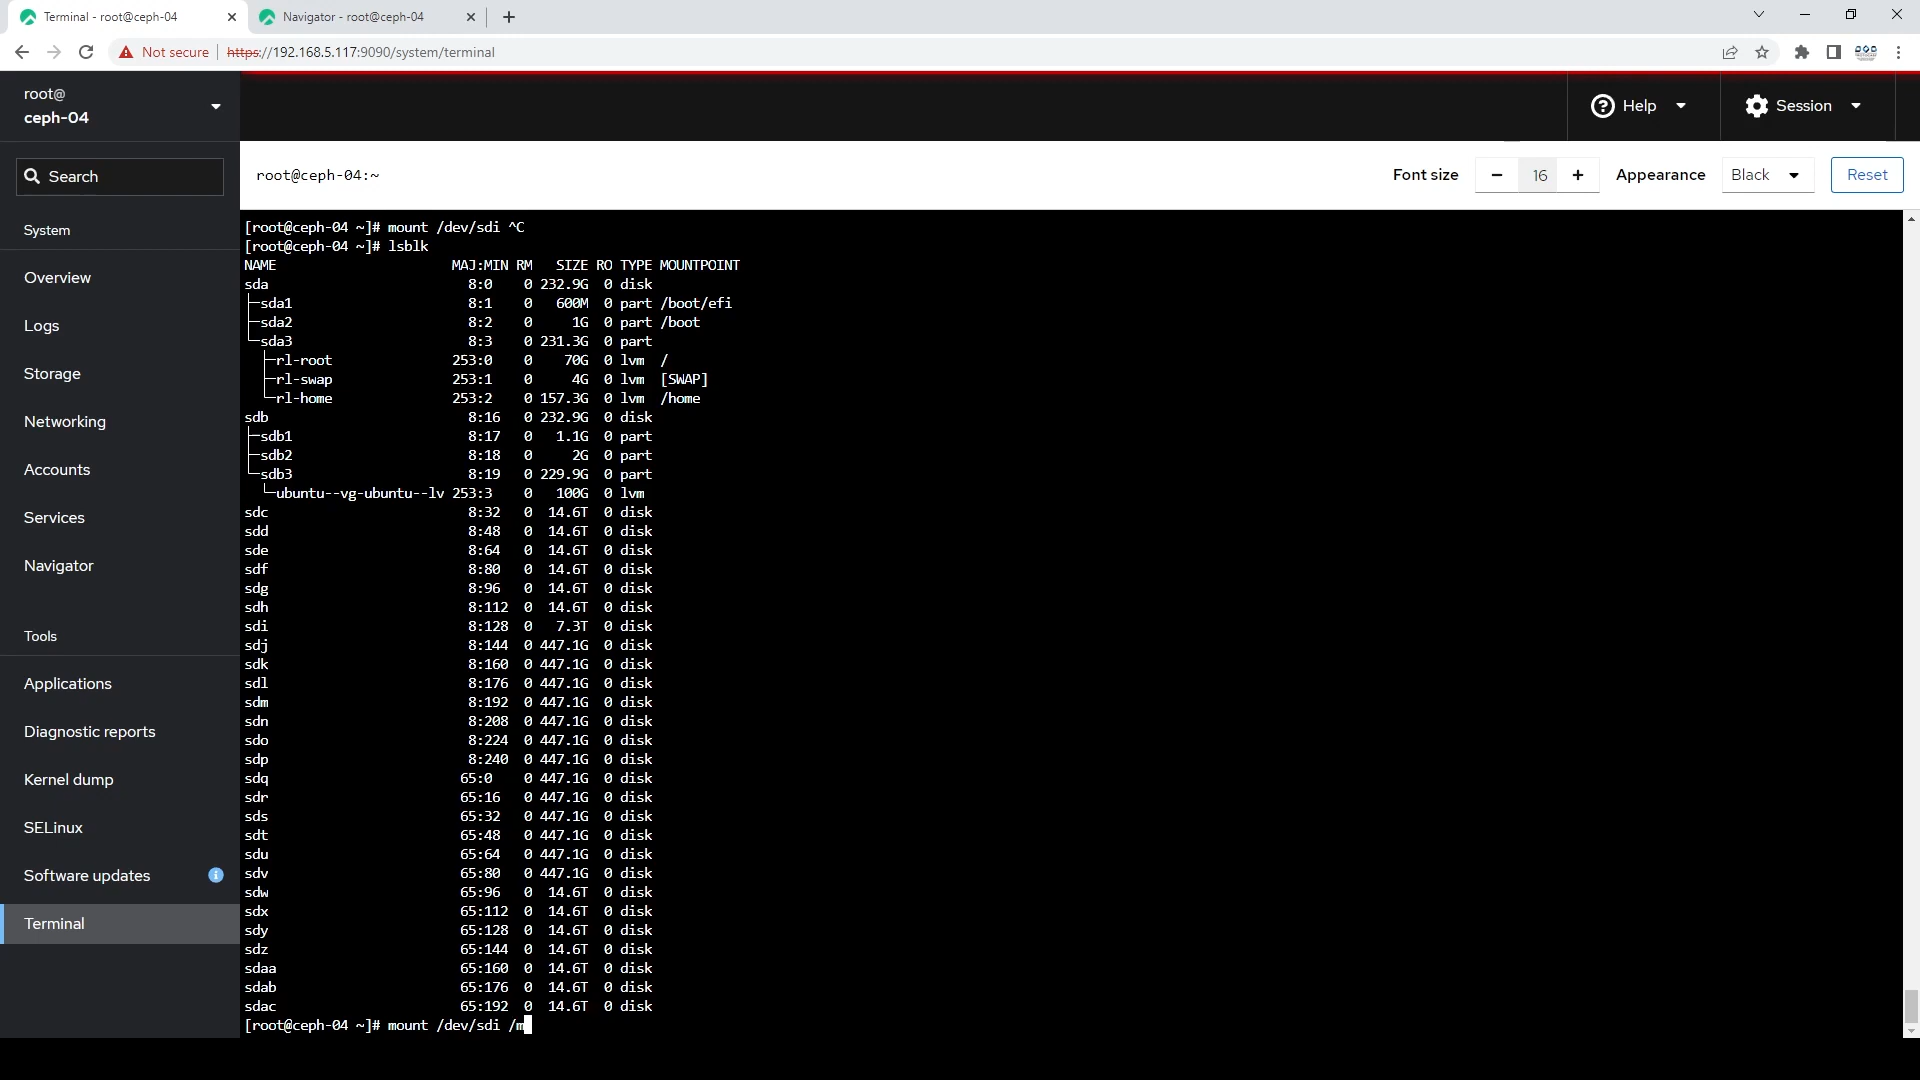 Terminal - root@ceph-04
Navigator - root@ceph-04
Not secure https://192.168.5.117:9090/system/terminal
root@
ceph-04
Help
Session
Search
root@ceph-04:~
Font size 16 Appearance Black Reset
System
Overview
Logs
Storage
Networking
Accounts
Services
Navigator
Tools
Applications
Diagnostic reports
Kernel dump
SELinux
Software updates
Terminal
[root@ceph-04 ~]# mount /dev/sdi ^C
[root@ceph-04 ~]# lsblk
NAME MAJ:MIN RM SIZE RO TYPE MOUNTPOINT
sda 8:0 0 232.9G 0 disk
├─sda1 8:1 0 600M 0 part /boot/efi
├─sda2 8:2 0 1G 0 part /boot
└─sda3 8:3 0 231.3G 0 part
├─rl-root 253:0 0 70G 0 lvm /
├─rl-swap 253:1 0 4G 0 lvm [SWAP]
└─rl-home 253:2 0 157.3G 0 lvm /home
sdb 8:16 0 232.9G 0 disk
├─sdb1 8:17 0 1.1G 0 part
├─sdb2 8:18 0 2G 0 part
└─sdb3 8:19 0 229.9G 0 part
└─ubuntu--vg-ubuntu--lv 253:3 0 100G 0 lvm
sdc 8:32 0 14.6T 0 disk
sdd 8:48 0 14.6T 0 disk
sde 8:64 0 14.6T 0 disk
sdf 8:80 0 14.6T 0 disk
sdg 8:96 0 14.6T 0 disk
sdh 8:112 0 14.6T 0 disk
sdi 8:128 0 7.3T 0 disk
sdj 8:144 0 447.1G 0 disk
sdk 8:160 0 447.1G 0 disk
sdl 8:176 0 447.1G 0 disk
sdm 8:192 0 447.1G 0 disk
sdn 8:208 0 447.1G 0 disk
sdo 8:224 0 447.1G 0 disk
sdp 8:240 0 447.1G 0 disk
sdq 65:0 0 447.1G 0 disk
sdr 65:16 0 447.1G 0 disk
sds 65:32 0 447.1G 0 disk
sdt 65:48 0 447.1G 0 disk
sdu 65:64 0 447.1G 0 disk
sdv 65:80 0 447.1G 0 disk
sdw 65:96 0 14.6T 0 disk
sdx 65:112 0 14.6T 0 disk
sdy 65:128 0 14.6T 0 disk
sdz 65:144 0 14.6T 0 disk
sdaa 65:160 0 14.6T 0 disk
sdab 65:176 0 14.6T 0 disk
sdac 65:192 0 14.6T 0 disk
[root@ceph-04 ~]# mount /dev/sdi /m